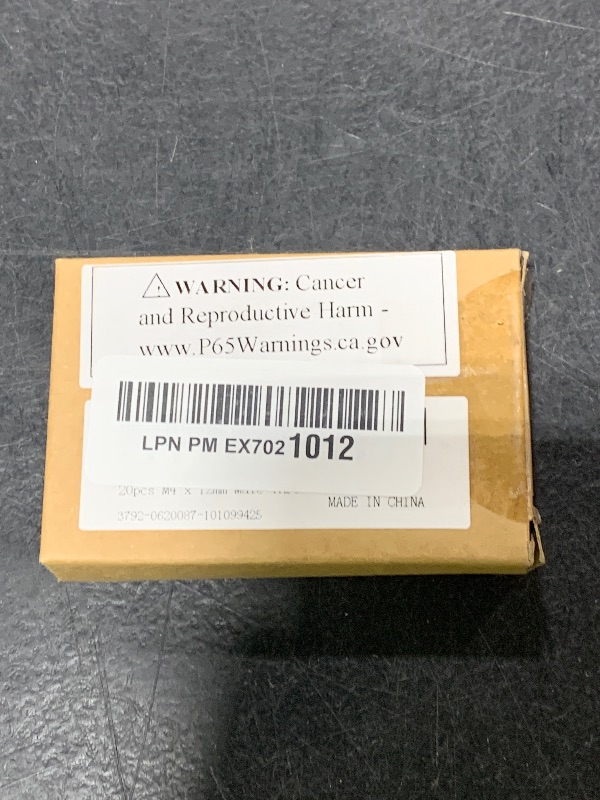 WARNING: Cancer
and Reproductive Harm -
www.P65Warnings.ca.gov
LPN PM EX7021012
20pcs M4 x 12mm
MADE IN CHINA
3792-0620087-101099425